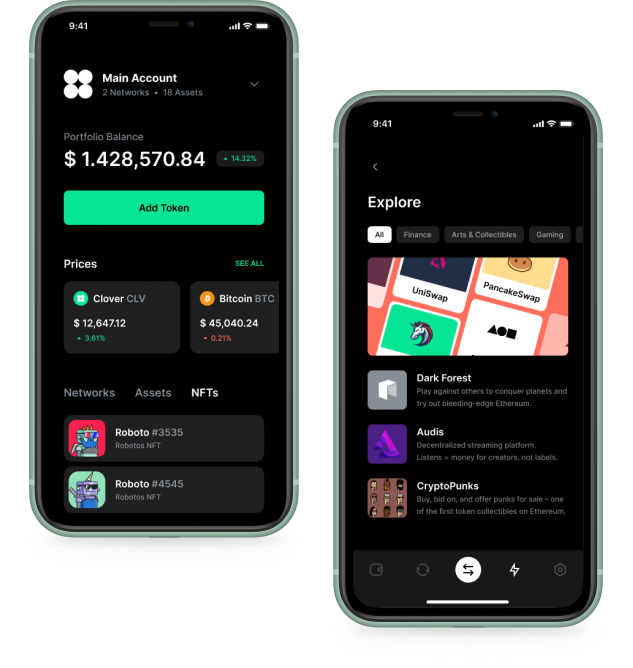 9:41
Main Account
2 Networks • 18 Assets
Portfolio Balance
$ 1.428,570.84
14.32%
Add Token
Prices
SEE ALL
Clover CLV
$ 12,647.12
3.61%
Bitcoin BTC
$ 45,040.24
0.21%
Networks
Assets
NFTs
Roboto #3535
Robotos NFT
Roboto #4545
Robotos NFT
9:41
Explore
All
Finance
Arts & Collectibles
Gaming
UniSwap
PancakeSwap
Dark Forest
Play against others to conquer planets and
try out bleeding-edge Ethereum.
Audis
Decentralized streaming platform.
Listens = money for creators, not labels.
CryptoPunks
Buy, bid on, and offer punks for sale – one
of the first token collectibles on Ethereum.